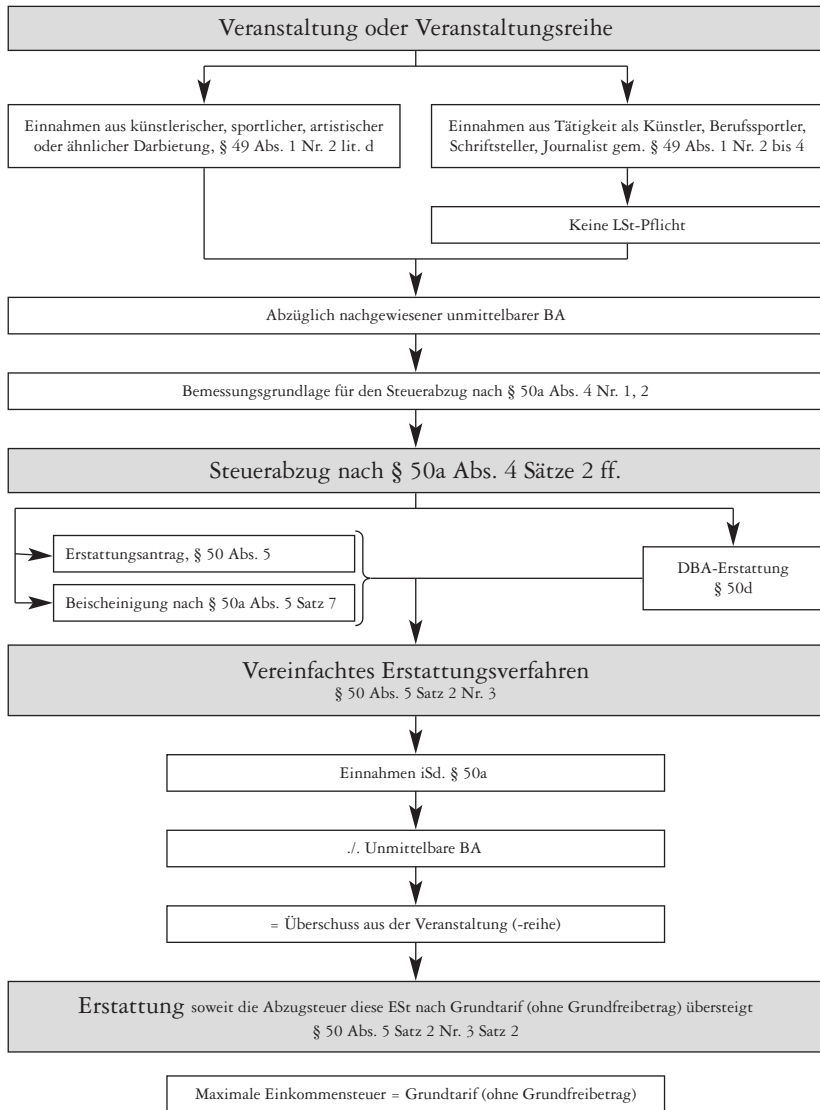 Veranstaltung oder Veranstaltungsreihe
Einnahmen aus künstlerischer, sportlicher, artistischer
oder ähnlicher Darbietung, § 49 Abs. 1 Nr. 2 lit. d
Einnahmen aus Tätigkeit als Künstler, Berufssportler,
Schriftsteller, Journalist gem. § 49 Abs. 1 Nr. 2 bis 4
Keine LSt-Pflicht
Abzüglich nachgewiesener unmittelbarer BA
Bemessungsgrundlage für den Steuerabzug nach § 50a Abs. 4 Nr. 1, 2
Steuerabzug nach § 50a Abs. 4 Sätze 2 ff.
Erstattungsantrag, § 50 Abs. 5
Beischeinigung nach § 50a Abs. 5 Satz 7
DBA-Erstattung
§ 50d
Vereinfachtes Erstattungsverfahren
§ 50 Abs. 5 Satz 2 Nr. 3
Einnahmen iSd. § 50a
./. Unmittelbare BA
= Überschuss aus der Veranstaltung (-reihe)
Erstattung soweit die Abzugsteuer diese ESt nach Grundtarif (ohne Grundfreibetrag) übersteigt
§ 50 Abs. 5 Satz 2 Nr. 3 Satz 2
Maximale Einkommensteuer = Grundtarif (ohne Grundfreibetrag)